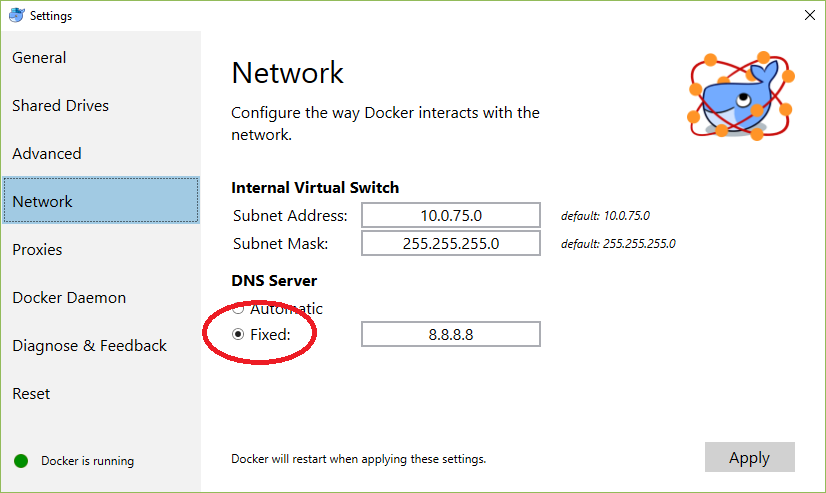 Settings
General
Shared Drives
Advanced
Network
Proxies
Docker Daemon
Diagnose & Feedback
Reset
Docker is running
Network
Configure the way Docker interacts with the
network.
Internal Virtual Switch
Subnet Address: 10.0.75.0 default: 10.0.75.0
Subnet Mask: 255.255.255.0 default: 255.255.255.0
DNS Server
Automatic
Fixed: 8.8.8.8
Docker will restart when applying these settings.
Apply